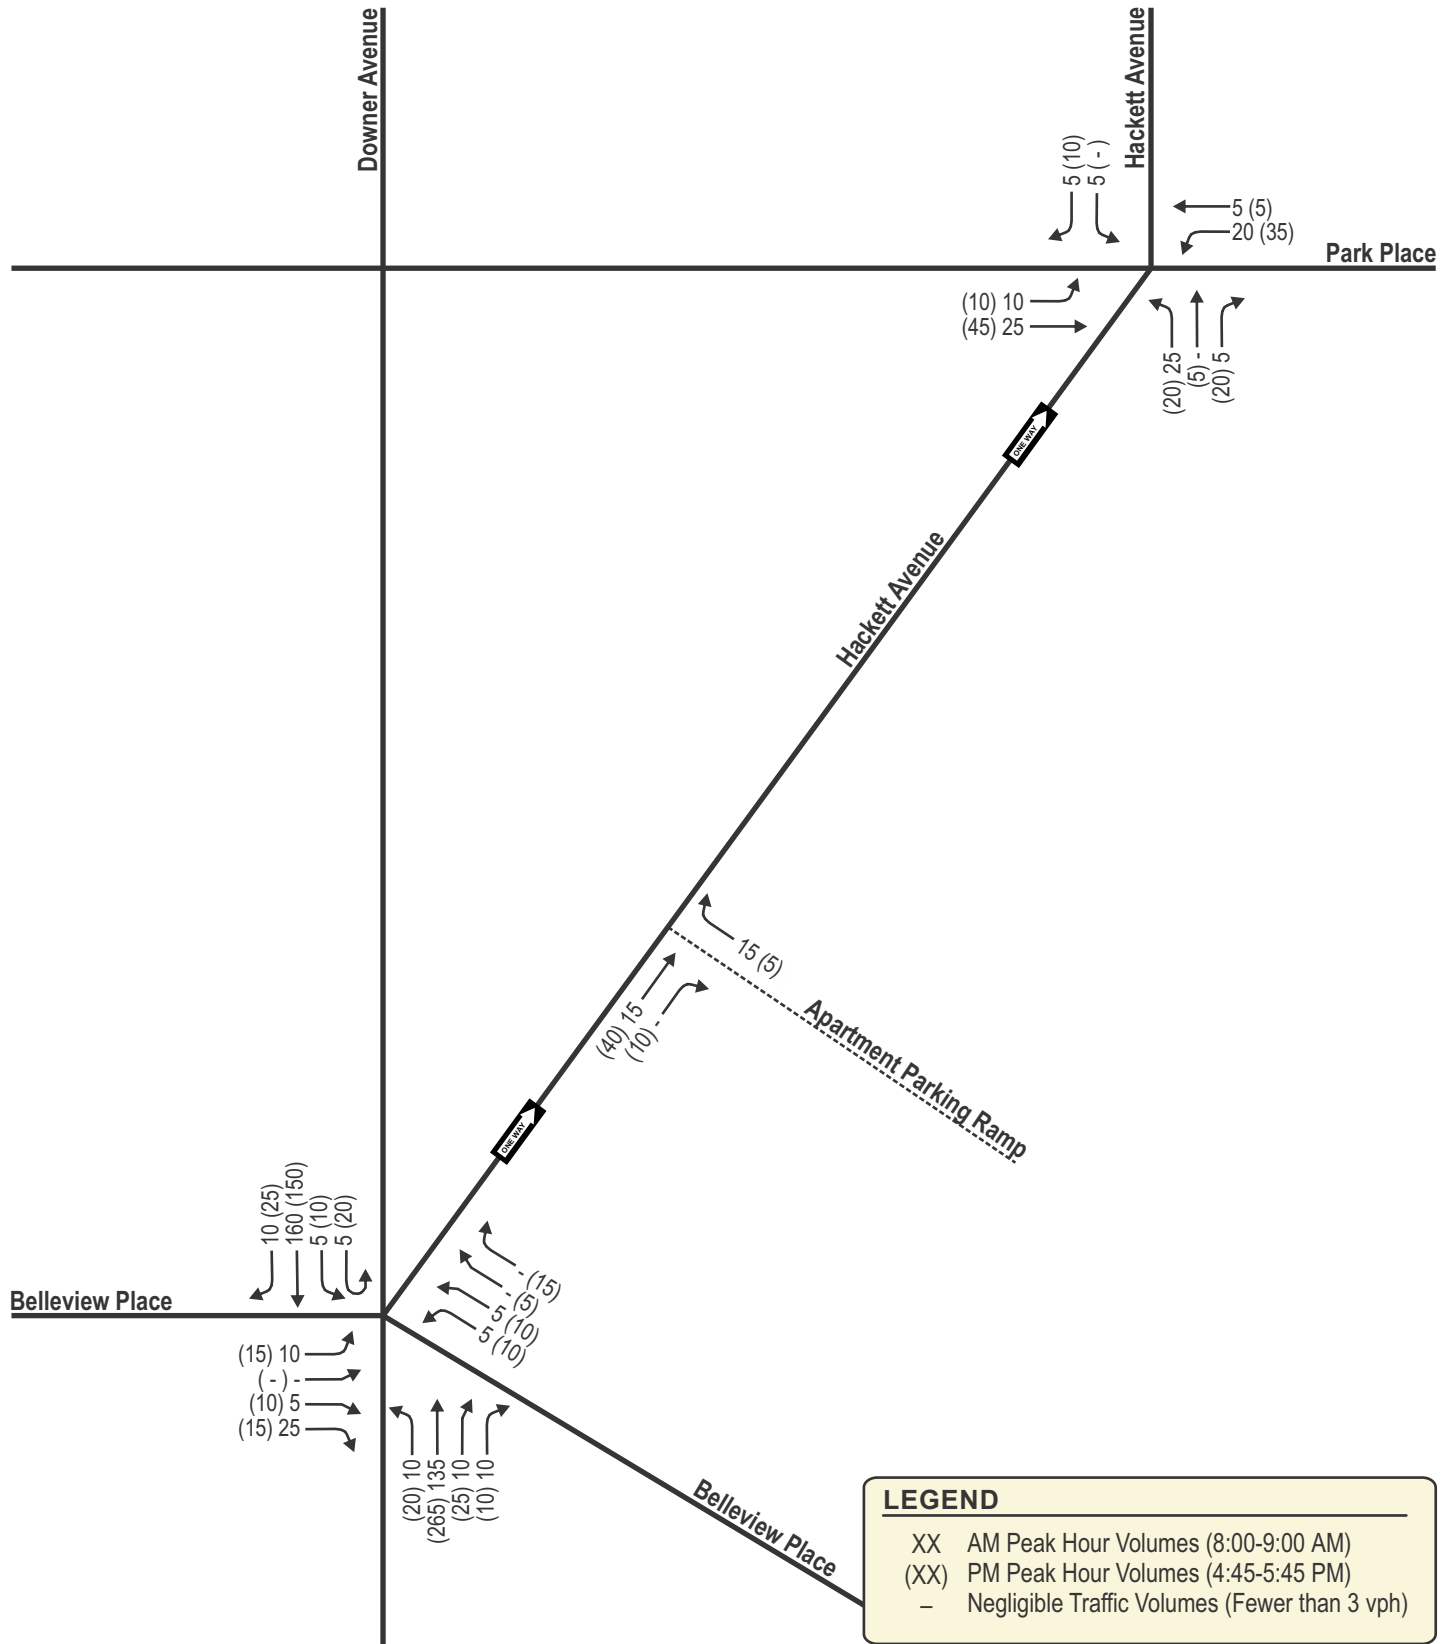 Downer Avenue
Hackett Avenue
5 (10)
5 ( - )
5 (5)
20 (35)
Park Place
(10) 10
(45) 25
(20) 25
(5) -
(20) 5
ONE WAY
Hackett Avenue
15 (5)
(40) 15
(10) -
Apartment Parking Ramp
ONE WAY
10 (25)
160 (150)
5 (10)
5 (20)
- (15)
- (5)
5 (10)
5 (10)
Belleview Place
(15) 10
( - ) -
(10) 5
(15) 25
(20) 10
(265) 135
(25) 10
(10) 10
Belleview Place
LEGEND
XX AM Peak Hour Volumes (8:00-9:00 AM)
(XX) PM Peak Hour Volumes (4:45-5:45 PM)
– Negligible Traffic Volumes (Fewer than 3 vph)